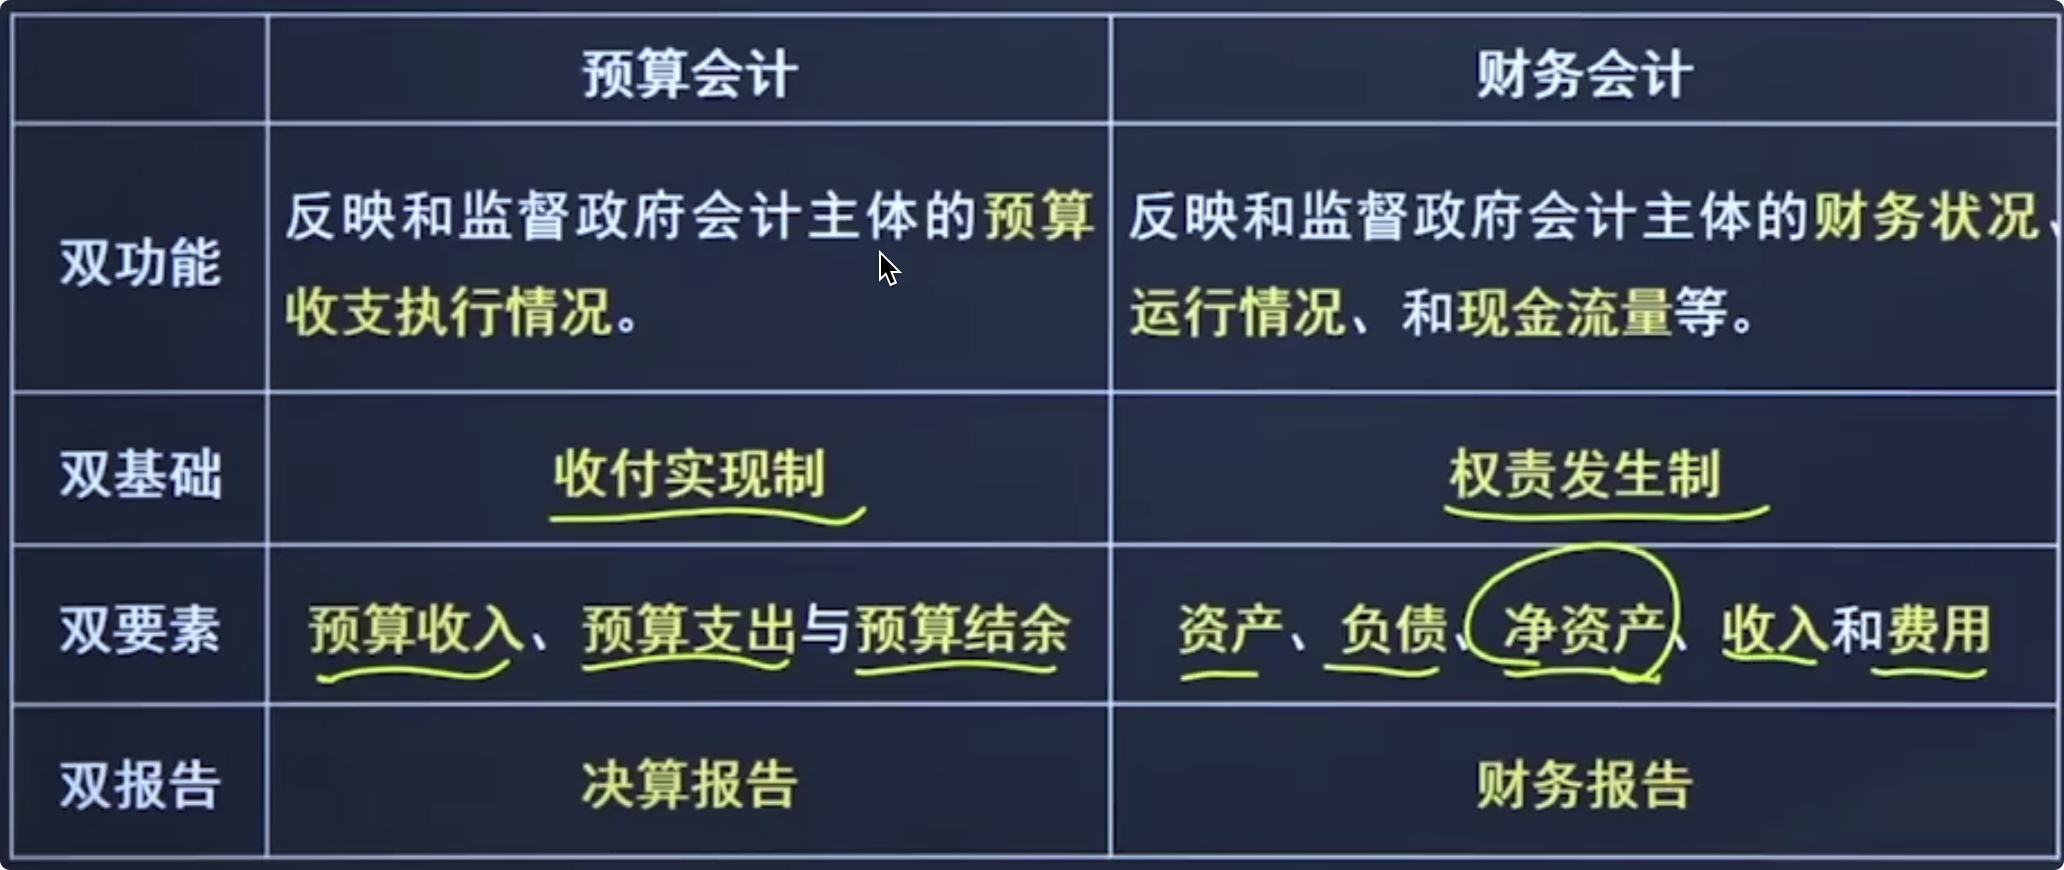 预算会计
财务会计
双功能
反映和监督政府会计主体的预算
收支执行情况。
反映和监督政府会计主体的财务状况、
运行情况、和现金流量等。
双基础
收付实现制
权责发生制
双要素
预算收入、预算支出与预算结余
资产、负债、净资产、收入和费用
双报告
决算报告
财务报告